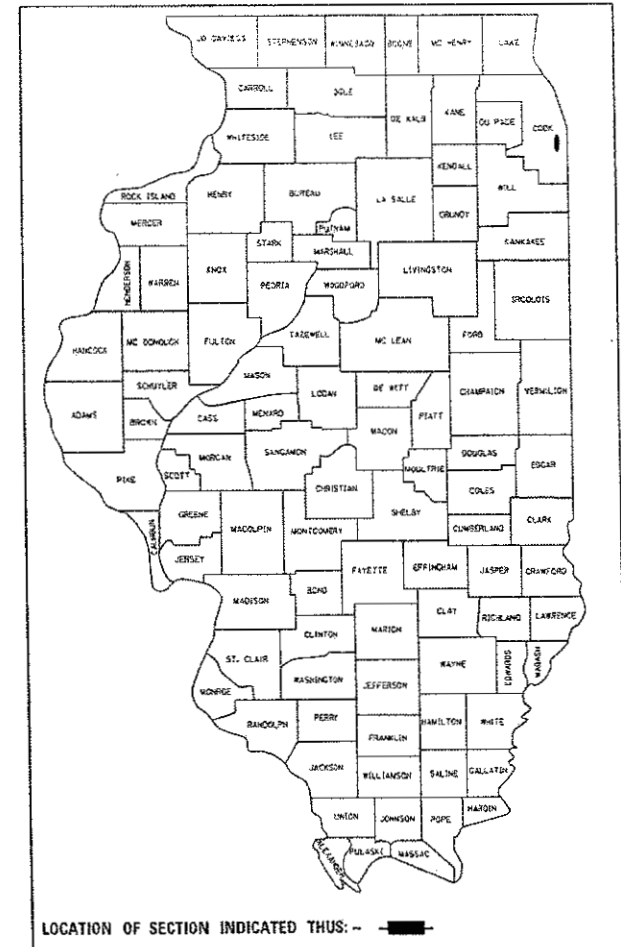 JO DAVIESS STEPHENSON WINNEBAGO BOONE MC HENRY LAKE
CARROLL OGLE DE KALB KANE DU PAGE COOK
WHITESIDE LEE KENDALL WILL
ROCK ISLAND HENRY BUREAU LA SALLE GRUNDY
MERCER STARK PUTNAM MARSHALL KANKAKEE
HENDERSON WARREN KNOX PEORIA WOODFORD LIVINGSTON IROQUOIS
HANCOCK MC DONOUGH FULTON TAZEWELL MC LEAN FORD
SCHUYLER MASON LOGAN DE WITT CHAMPAIGN VERMILION
ADAMS BROWN CASS MENARD MACON PIATT
PIKE SCOTT MORGAN SANGAMON CHRISTIAN MOULTRIE DOUGLAS EDGAR
COLES
CALHOUN GREENE MACOUPIN MONTGOMERY SHELBY CUMBERLAND CLARK
JERSEY FAYETTE EFFINGHAM JASPER CRAWFORD
MADISON BOND CLAY RICHLAND LAWRENCE
CLINTON MARION
ST. CLAIR WAYNE EDWARDS WABASH
MONROE WASHINGTON JEFFERSON
RANDOLPH PERRY HAMILTON WHITE
FRANKLIN
JACKSON WILLIAMSON SALINE GALLATIN
UNION JOHNSON POPE HARDIN
ALEXANDER PULASKI MASSAC
LOCATION OF SECTION INDICATED THUS: -